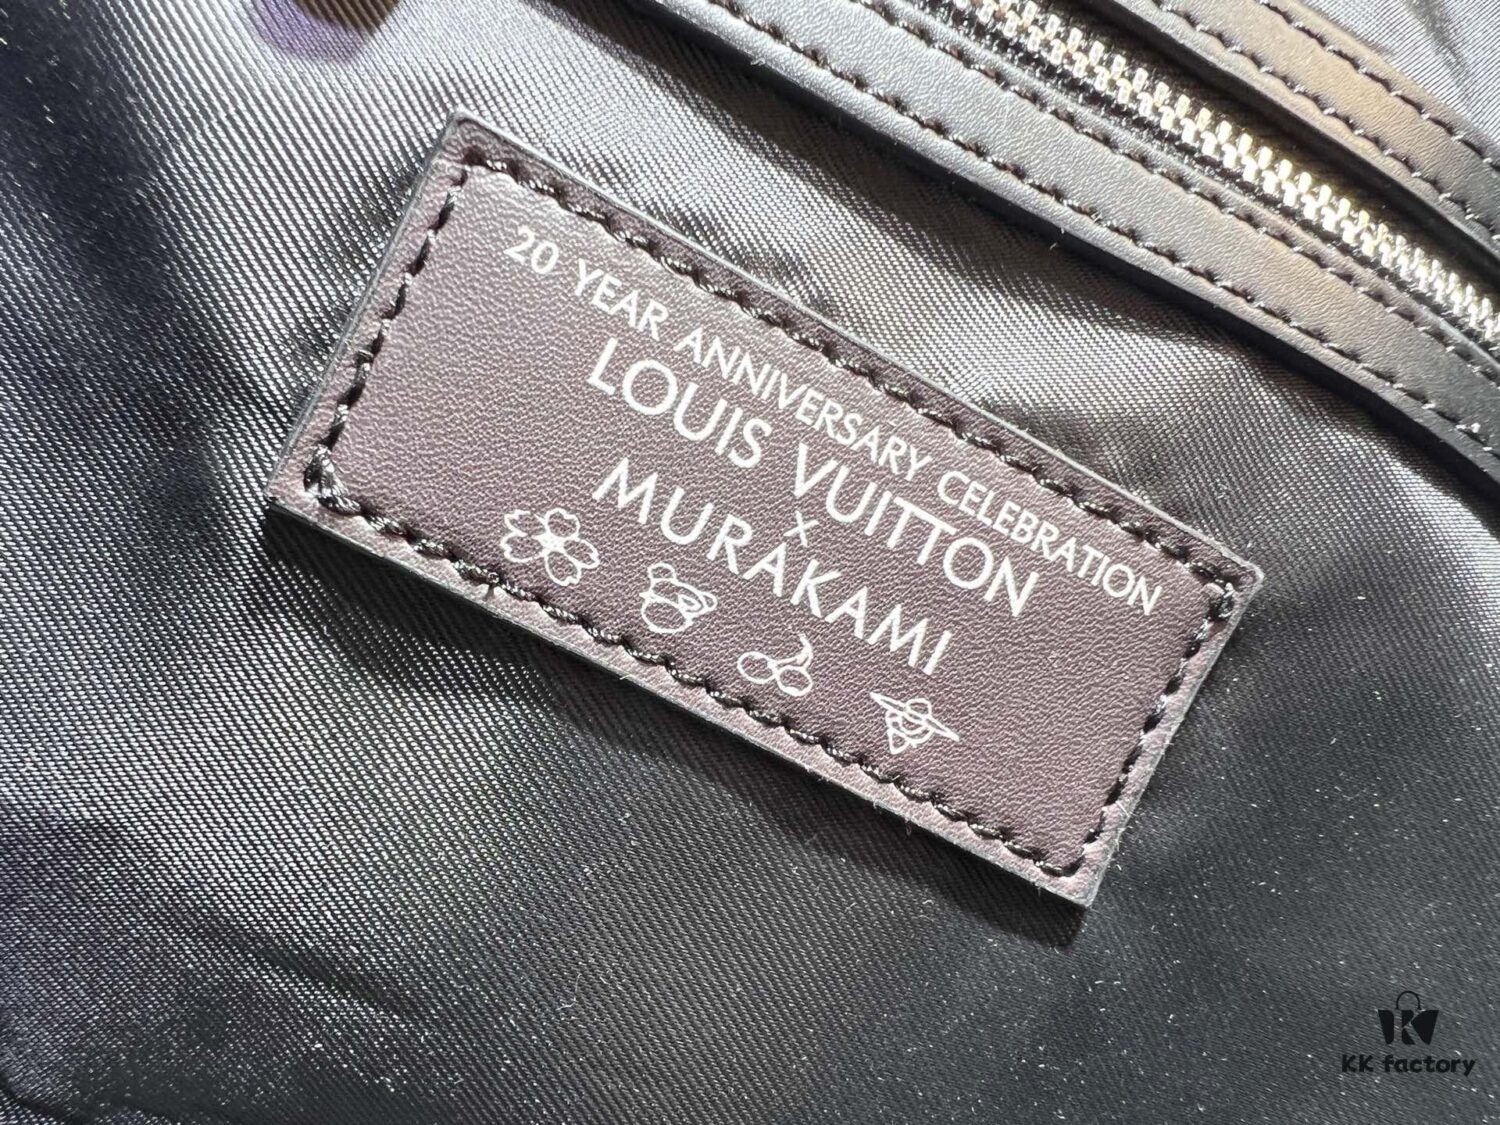 20 YEAR ANNIVERSARY CELEBRATION
LOUIS VUITTON
X
MURAKAMI
KK factory